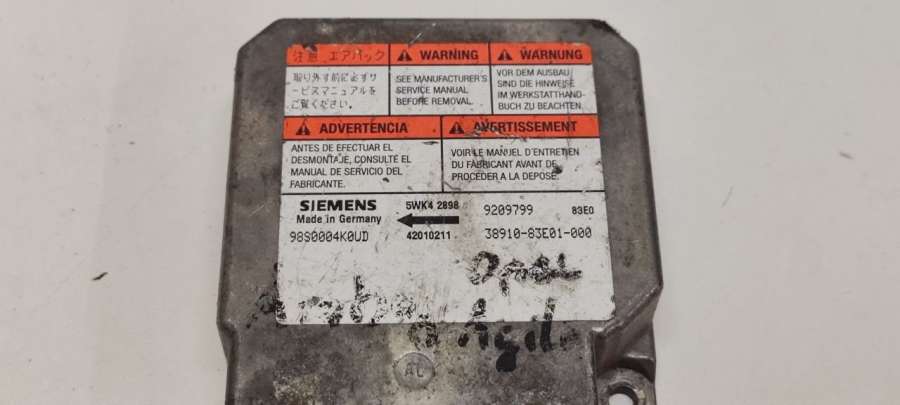 注意 エアバック
取り外す前に必ずサ
ービスマニュアルを
ご覧ください。
WARNING
SEE MANUFACTURER'S
SERVICE MANUAL
BEFORE REMOVAL.
WARNUNG
VOR DEM AUSBAU
SIND DIE HINWEISE
IM WERKSTATTHAND-
BUCH ZU BEACHTEN.
ADVERTENCIA
ANTES DE EFECTUAR EL
DESMONTAJE, CONSULTE EL
MANUAL DE SERVICIO DEL
FABRICANTE.
AVERTISSEMENT
VOIR LE MANUEL D'ENTRETIEN
DU FABRICANT AVANT DE
PROCÉDER A LA DÉPOSE.
SIEMENS 5WK4 2898 9209799 83E0
Made in Germany
98S0004K0UD 42010211 38910-83E01-000
Opel
Agila
AL